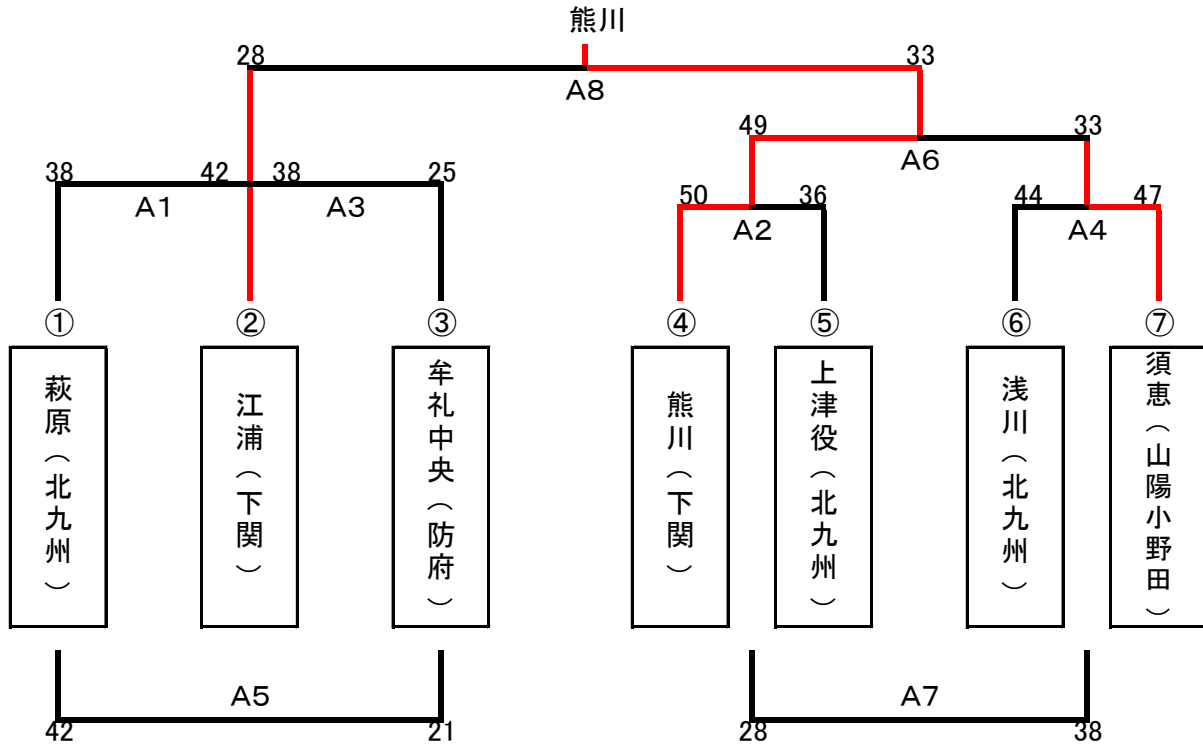 熊川
28 33
A8
49 33
A6
38 42 38 25
A1 A3
50 36 44 47
A2 A4
① ② ③ ④ ⑤ ⑥ ⑦
萩原（北九州）
江浦（下関）
牟礼中央（防府）
熊川（下関）
上津役（北九州）
浅川（北九州）
須恵（山陽小野田）
A5 A7
42 21 28 38